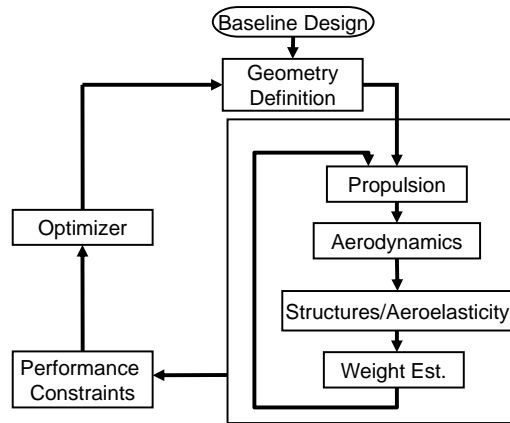 Baseline Design
Geometry
Definition
Propulsion
Aerodynamics
Structures/Aeroelasticity
Weight Est.
Performance
Constraints
Optimizer